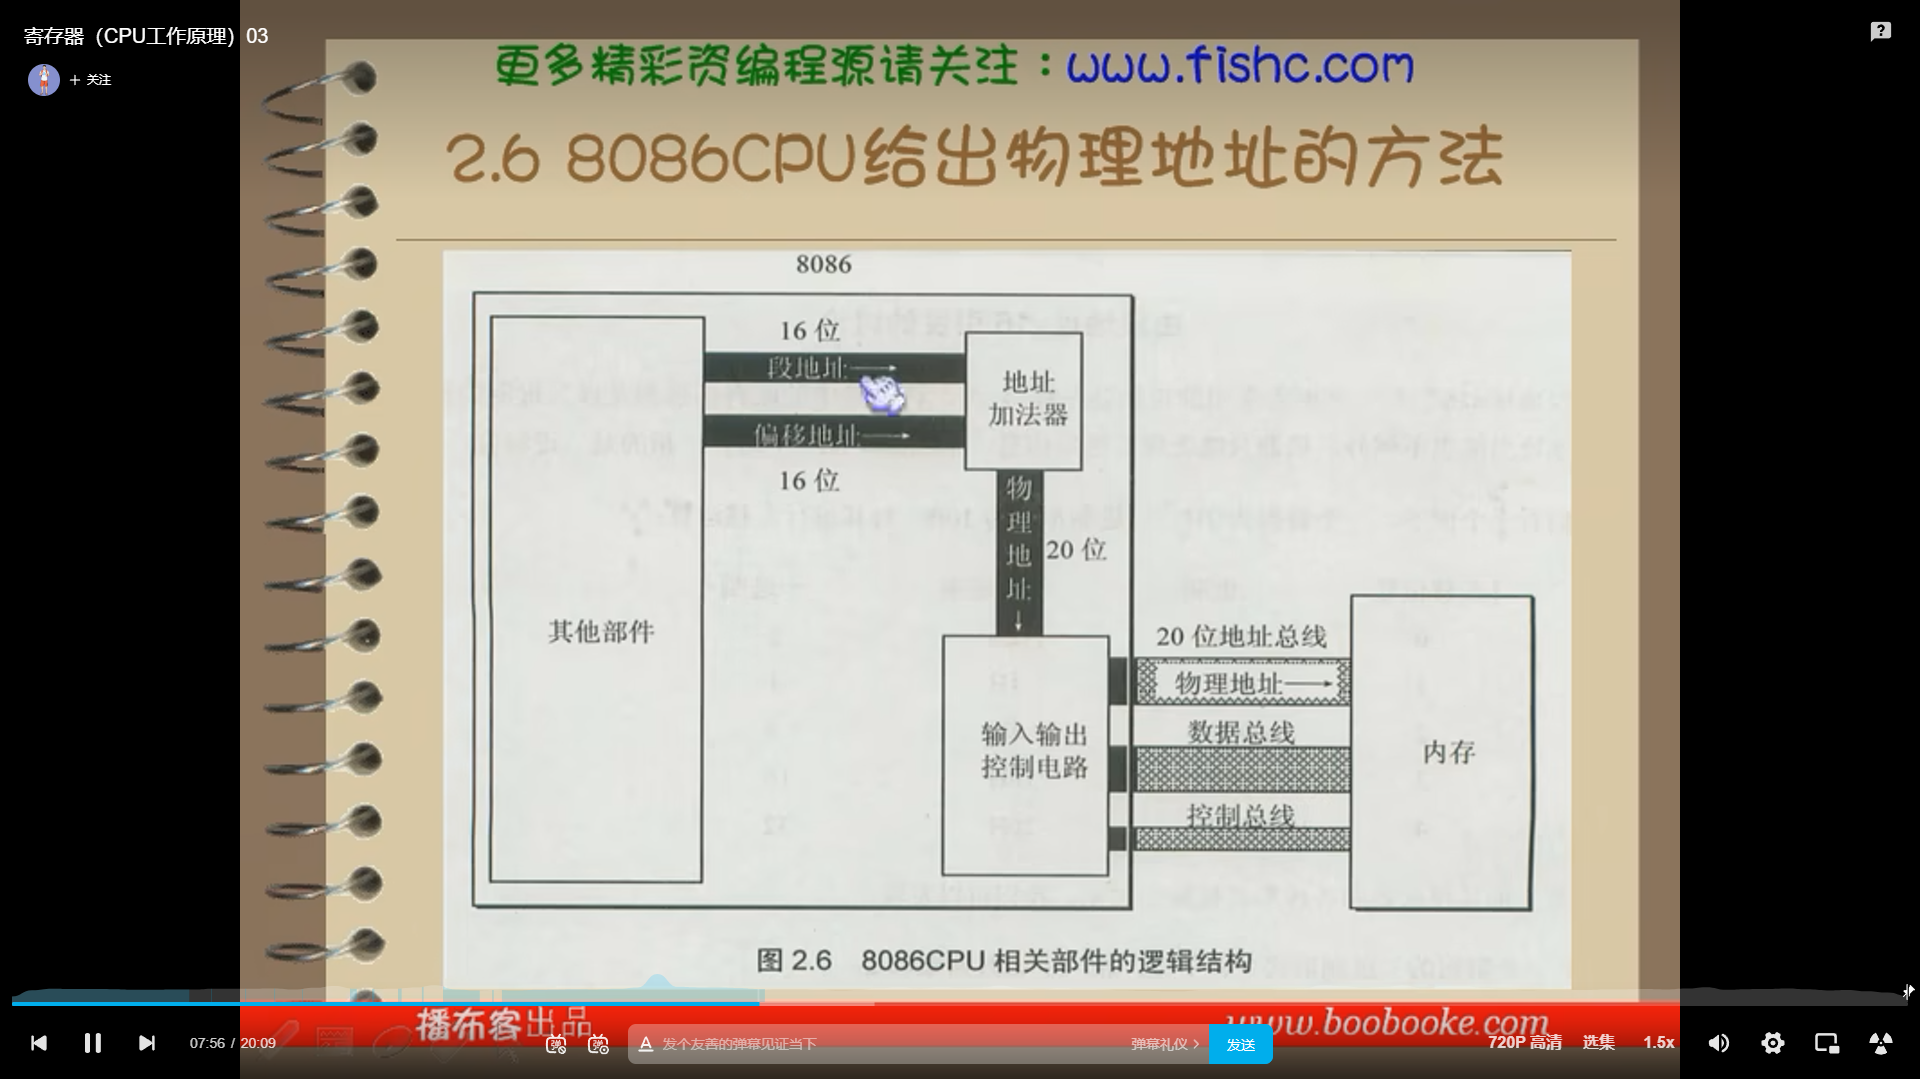 寄存器（CPU工作原理）03
+ 关注
更多精彩资编程源请关注：www.fishc.com
2.6 8086CPU给出物理地址的方法
8086
16 位
段地址
偏移地址
16 位
地址
加法器
物理地址
20 位
其他部件
20 位地址总线
物理地址
输入输出
控制电路
数据总线
控制总线
内存
图 2.6 8086CPU 相关部件的逻辑结构
播布客出品
www.boobooke.com
07:56 / 20:09
发个友善的弹幕见证当下
弹幕礼仪 >
发送
720P 高清
选集
1.5x